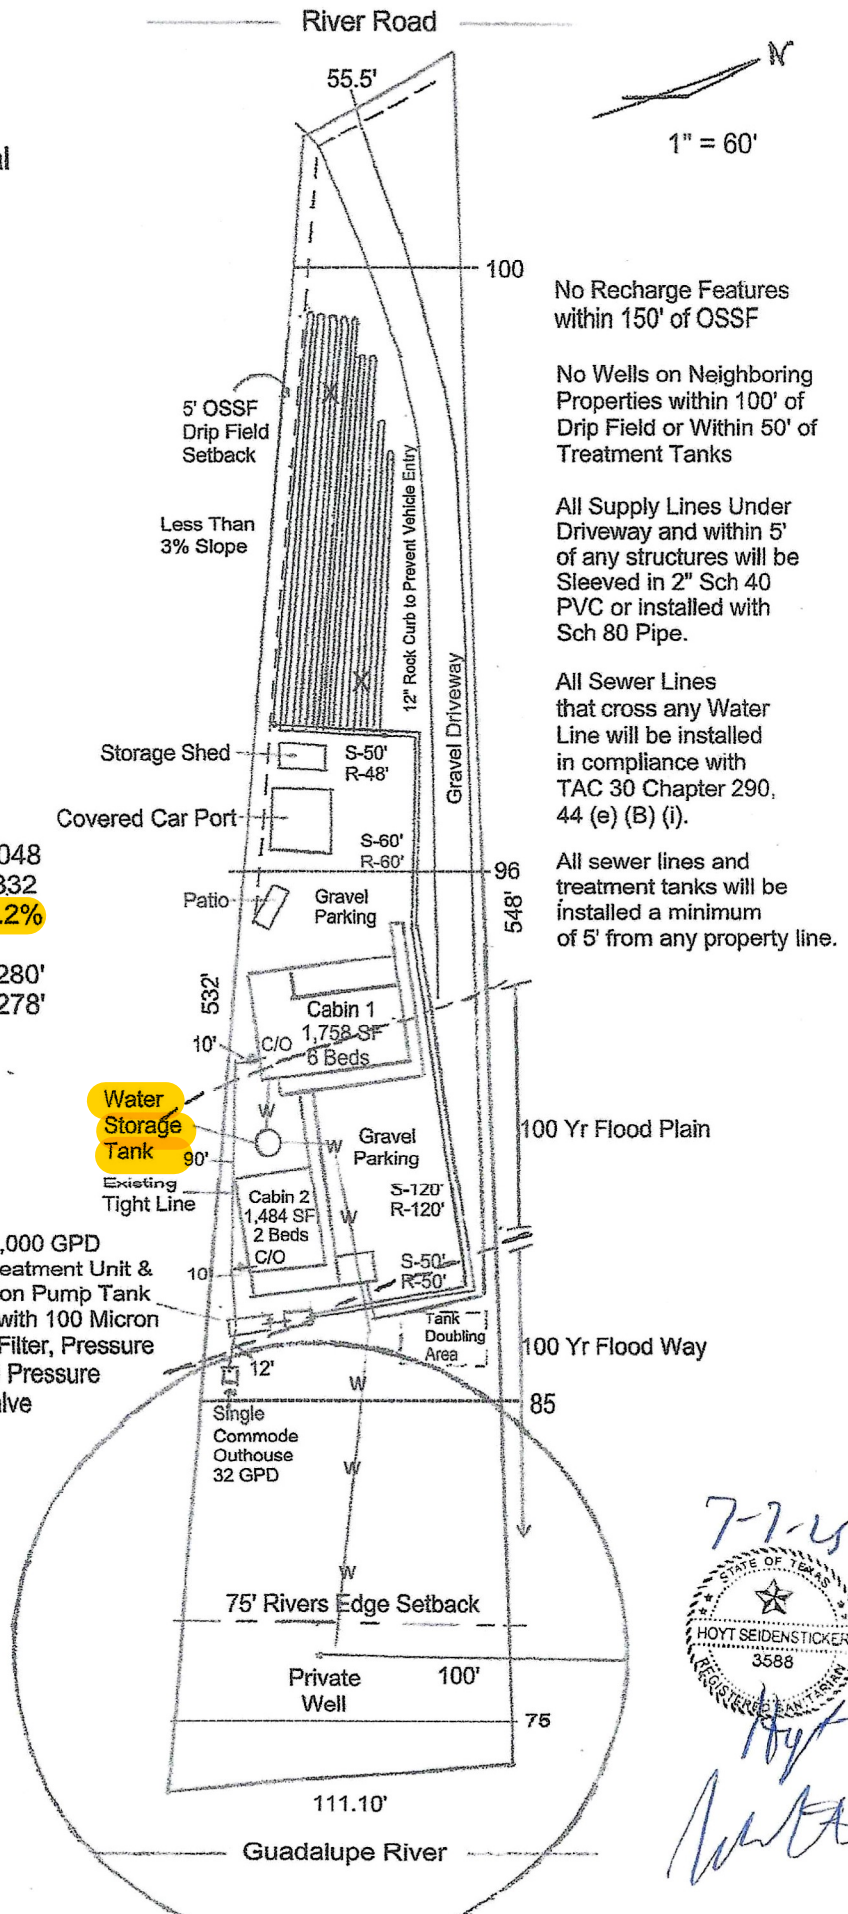 River Road
55.5'
N
1" = 60'
al
100
No Recharge Features
within 150' of OSSF
No Wells on Neighboring
Properties within 100' of
Drip Field or Within 50' of
Treatment Tanks
5' OSSF
Drip Field
Setback
X
Less Than
3% Slope
12" Rock Curb to Prevent Vehicle Entry
All Supply Lines Under
Driveway and within 5'
of any structures will be
Sleeved in 2" Sch 40
PVC or installed with
Sch 80 Pipe.
X
Gravel Driveway
All Sewer Lines
that cross any Water
Line will be installed
in compliance with
TAC 30 Chapter 290,
44 (e) (B) (i).
Storage Shed
S-50'
R-48'
Covered Car Port
S-60'
R-60'
048
332
.2%
280'
278'
96
All sewer lines and
treatment tanks will be
installed a minimum
of 5' from any property line.
Patio
Gravel
Parking
548'
532'
Cabin 1
1,758 SF
6 Beds
10'
C/O
W
Water
Storage
Tank
90'
W
Gravel
Parking
100 Yr Flood Plain
Existing
Tight Line
Cabin 2
1,484 SF
2 Beds
C/O
W
S-120'
R-120'
10'
S-50'
R-50'
,000 GPD
eatment Unit &
on Pump Tank
with 100 Micron
Filter, Pressure
Pressure
alve
Tank
Doubling
Area
100 Yr Flood Way
12'
W
85
Single
Commode
Outhouse
32 GPD
W
W
75' Rivers Edge Setback
Private
Well
100'
75
111.10'
Guadalupe River
7-7-25
STATE OF TEXAS
HOYT SEIDENSTICKER
3588
REGISTERED SANITARIAN